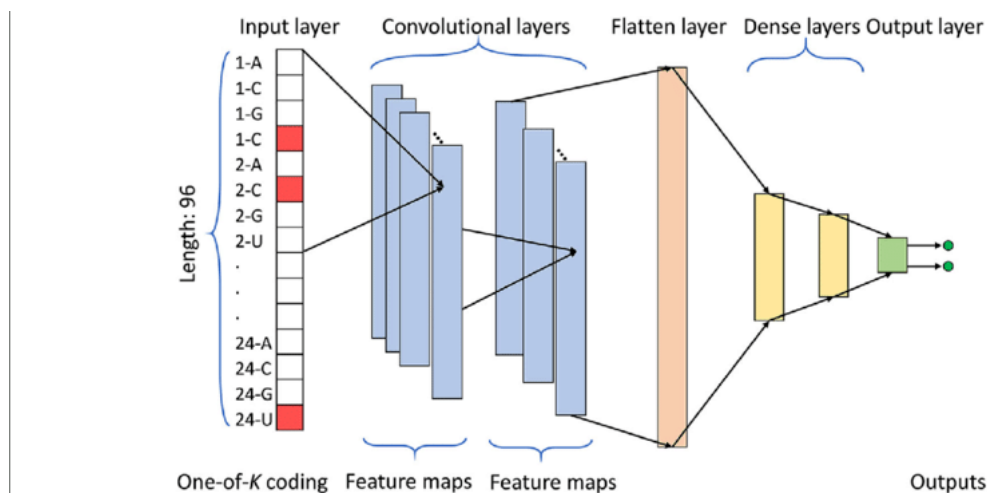 Input layer
Convolutional layers
Flatten layer
Dense layers
Output layer
Length: 96
1-A
1-C
1-G
1-C
2-A
2-C
2-G
2-U
.
.
.
24-A
24-C
24-G
24-U
One-of-K coding
Feature maps
Feature maps
Outputs